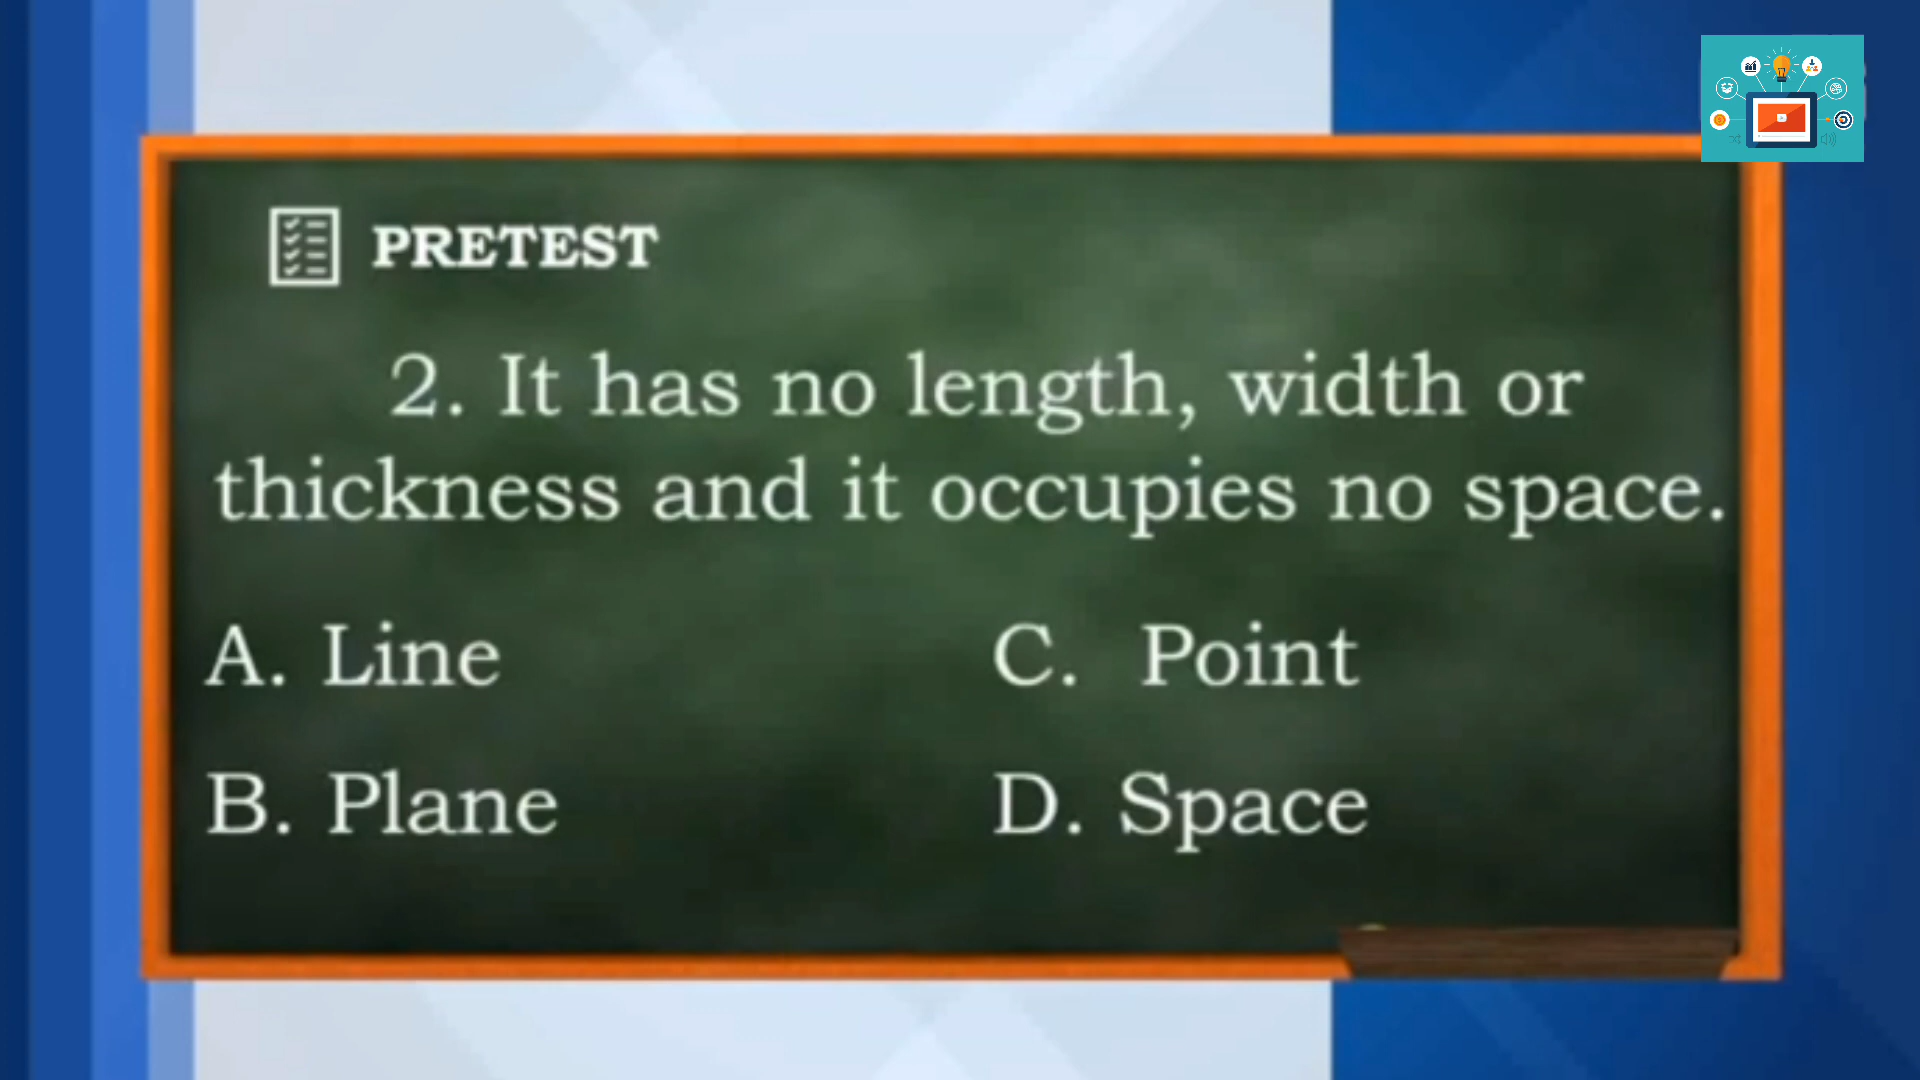 PRETEST
2. It has no length, width or
thickness and it occupies no space.
A. Line
C. Point
B. Plane
D. Space